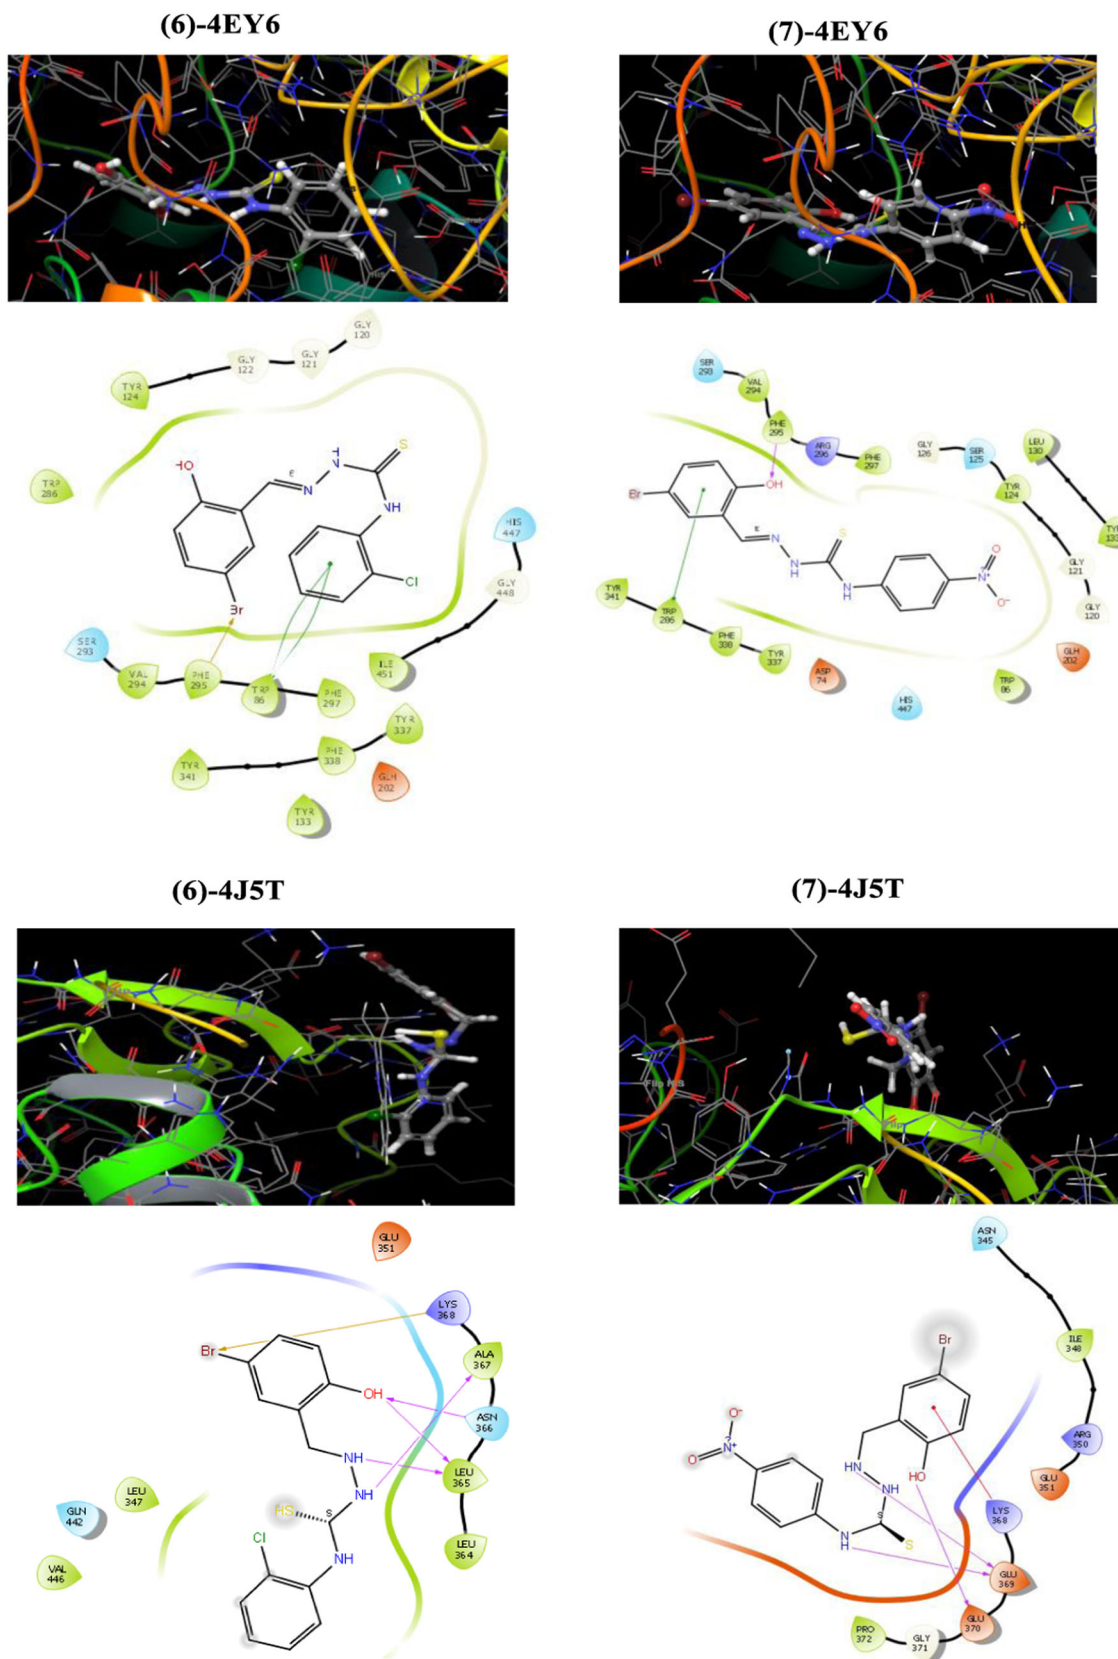 (6)-4EY6
(7)-4EY6
GLY
120
GLY
121
GLY
122
TYR
124
TRP
286
HO
E
N
H
N
S
NH
Cl
Br
HIS
447
GLY
448
ILE
451
SER
293
VAL
294
PHE
295
TRP
86
PHE
297
TYR
337
PHE
338
TYR
341
GLH
202
TYR
133
SER
293
VAL
294
PHE
295
ARG
296
PHE
297
GLY
126
SER
125
LEU
130
TYR
124
TYR
133
GLY
121
GLY
120
Br
OH
E
N
NH
S
N
H
N+
O
O-
TYR
341
TRP
286
PHE
338
TYR
337
ASP
74
HIS
447
TRP
86
GLH
202
(6)-4J5T
(7)-4J5T
Flip HIS
GLU
351
LYS
368
ALA
367
ASN
366
LEU
365
LEU
364
LEU
347
GLN
442
VAL
446
Br
OH
NH
NH
HS
S
Cl
NH
ASN
345
ILE
348
ARG
350
GLU
351
LYS
368
GLU
369
GLU
370
GLY
371
PRO
372
Br
O-
N+
O
HN
HO
NH
S
N
H
S